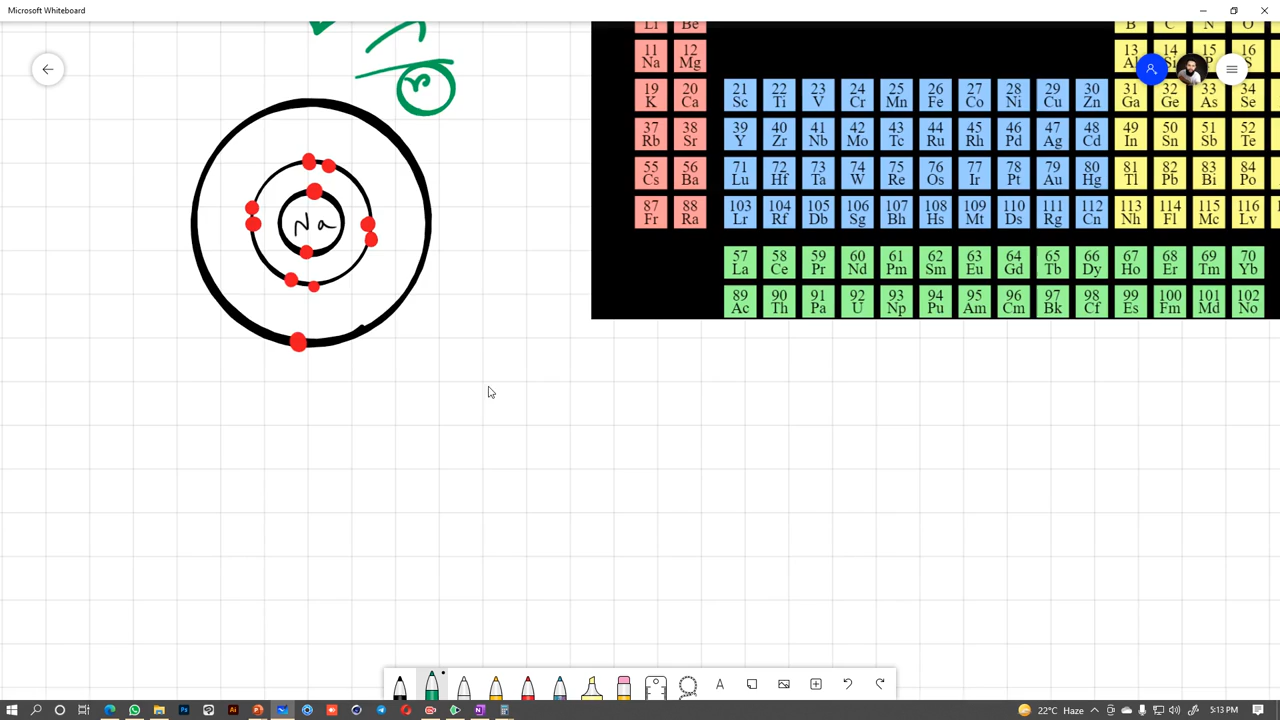 Microsoft Whiteboard
r
Li Be B C N O
11 12 13 14 15 16
Na Mg Al Si P S
19 20 21 22 23 24 25 26 27 28 29 30 31 32 33 34
K Ca Sc Ti V Cr Mn Fe Co Ni Cu Zn Ga Ge As Se
37 38 39 40 41 42 43 44 45 46 47 48 49 50 51 52
Rb Sr Y Zr Nb Mo Tc Ru Rh Pd Ag Cd In Sn Sb Te
55 56 71 72 73 74 75 76 77 78 79 80 81 82 83 84
Cs Ba Lu Hf Ta W Re Os Ir Pt Au Hg Tl Pb Bi Po
87 88 103 104 105 106 107 108 109 110 111 112 113 114 115 116
Fr Ra Lr Rf Db Sg Bh Hs Mt Ds Rg Cn Nh Fl Mc Lv
57 58 59 60 61 62 63 64 65 66 67 68 69 70
La Ce Pr Nd Pm Sm Eu Gd Tb Dy Ho Er Tm Yb
89 90 91 92 93 94 95 96 97 98 99 100 101 102
Ac Th Pa U Np Pu Am Cm Bk Cf Es Fm Md No
Na
A
22°C Haze 5:13 PM